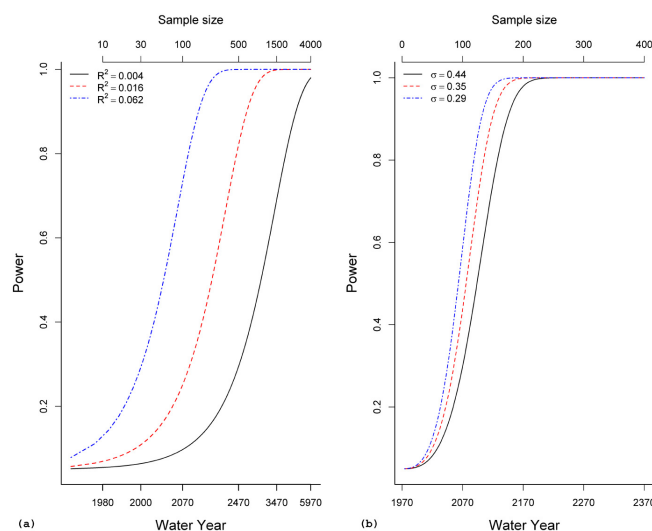 Sample size
10 30 100 500 1500 4000
R² = 0.004
R² = 0.016
R² = 0.062
Power
1.0
0.8
0.6
0.4
0.2
1980 2000 2070 2470 3470 5970
Water Year
(a)
Sample size
0 100 200 300 400
σ = 0.44
σ = 0.35
σ = 0.29
Power
1.0
0.8
0.6
0.4
0.2
1970 2070 2170 2270 2370
Water Year
(b)